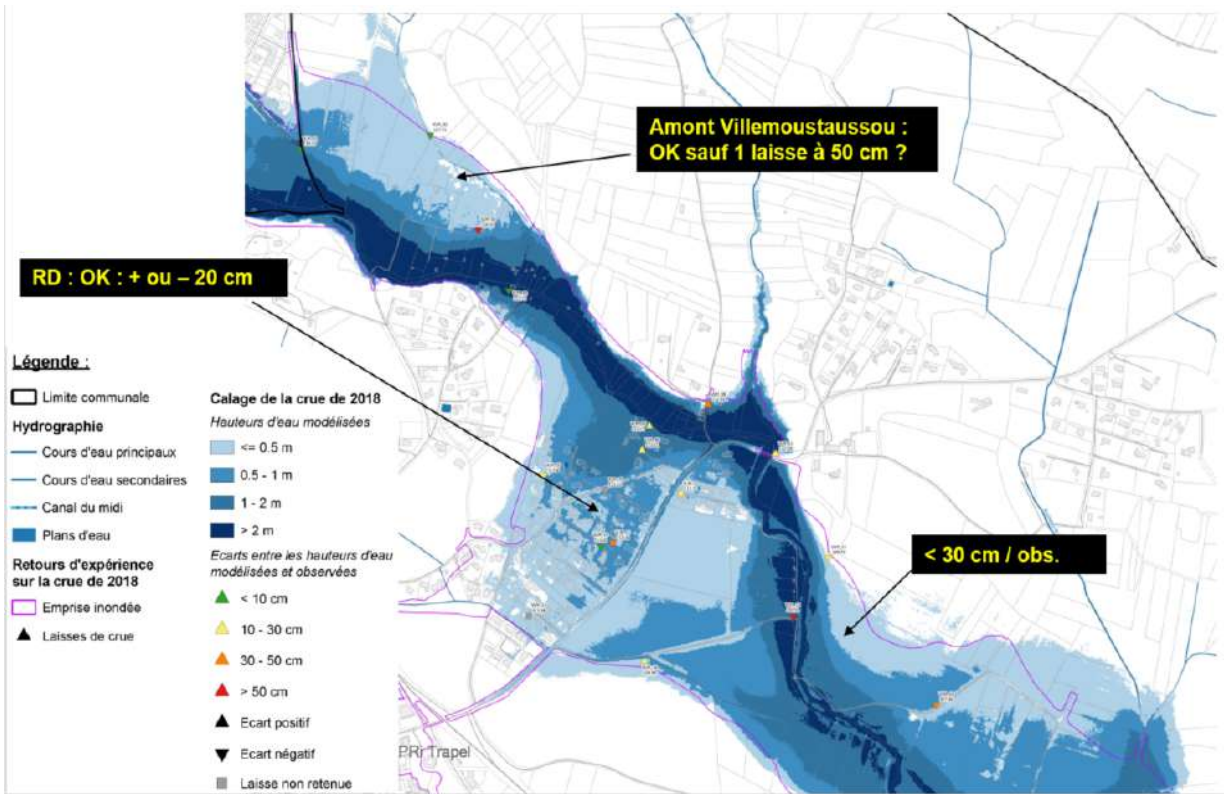 Amont Villemoustaussou :
OK sauf 1 laisse à 50 cm ?
RD : OK : + ou – 20 cm
< 30 cm / obs.
Légende :
Limite communale
Hydrographie
Cours d'eau principaux
Cours d'eau secondaires
Canal du midi
Plans d'eau
Retours d'expérience
sur la crue de 2018
Emprise inondée
Laisses de crue
Calage de la crue de 2018
Hauteurs d'eau modélisées
<= 0.5 m
0.5 - 1 m
1 - 2 m
> 2 m
Ecarts entre les hauteurs d'eau
modélisées et observées
< 10 cm
10 - 30 cm
30 - 50 cm
> 50 cm
Ecart positif
Ecart négatif
Laisse non retenue
PRi Trapel